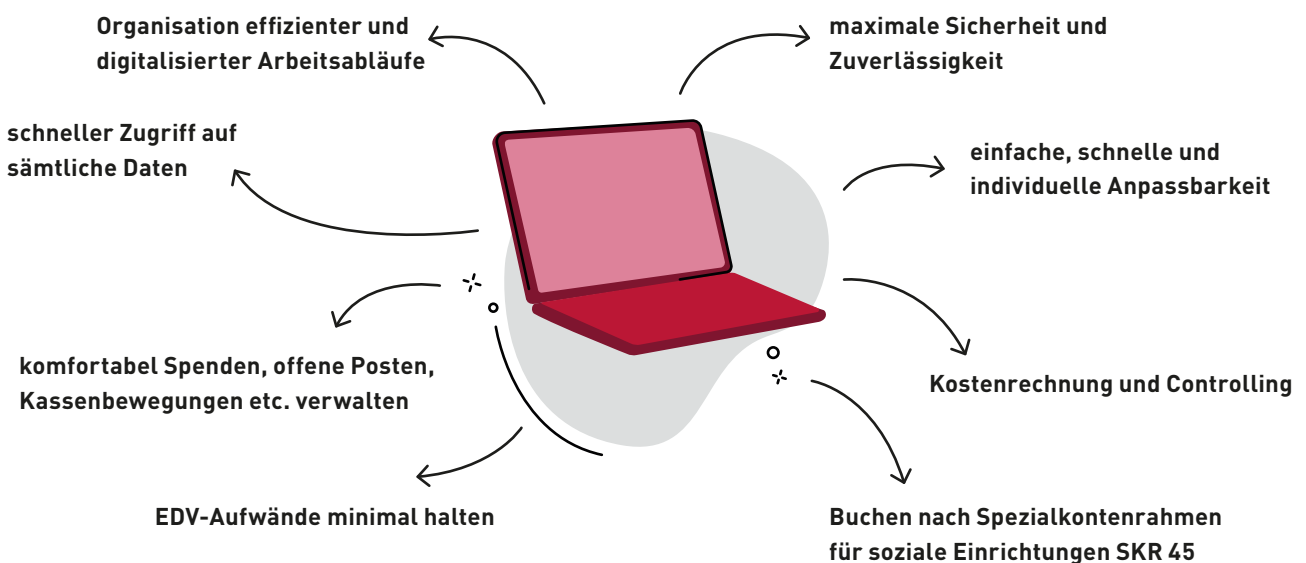 Organisation effizienter und
digitalisierter Arbeitsabläufe
maximale Sicherheit und
Zuverlässigkeit
schneller Zugriff auf
sämtliche Daten
einfache, schnelle und
individuelle Anpassbarkeit
komfortabel Spenden, offene Posten,
Kassenbewegungen etc. verwalten
Kostenrechnung und Controlling
EDV-Aufwände minimal halten
Buchen nach Spezialkontenrahmen
für soziale Einrichtungen SKR 45